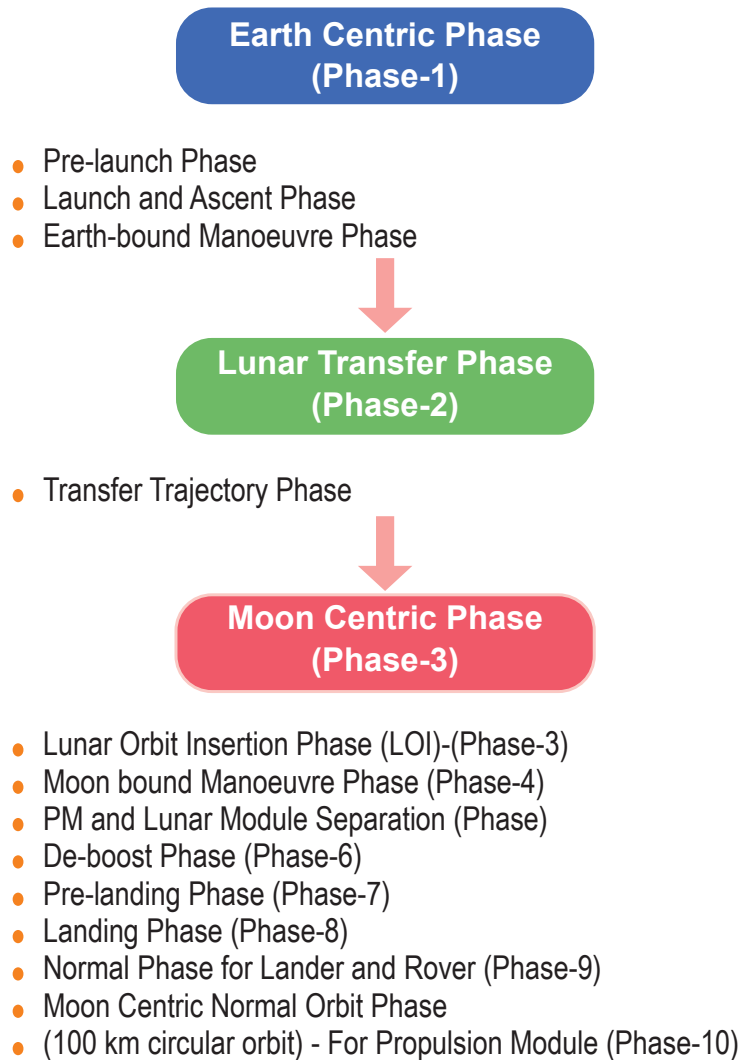 Earth Centric Phase
(Phase-1)
Pre-launch Phase
Launch and Ascent Phase
Earth-bound Manoeuvre Phase
Lunar Transfer Phase
(Phase-2)
Transfer Trajectory Phase
Moon Centric Phase
(Phase-3)
Lunar Orbit Insertion Phase (LOI)-(Phase-3)
Moon bound Manoeuvre Phase (Phase-4)
PM and Lunar Module Separation (Phase)
De-boost Phase (Phase-6)
Pre-landing Phase (Phase-7)
Landing Phase (Phase-8)
Normal Phase for Lander and Rover (Phase-9)
Moon Centric Normal Orbit Phase
(100 km circular orbit) - For Propulsion Module (Phase-10)